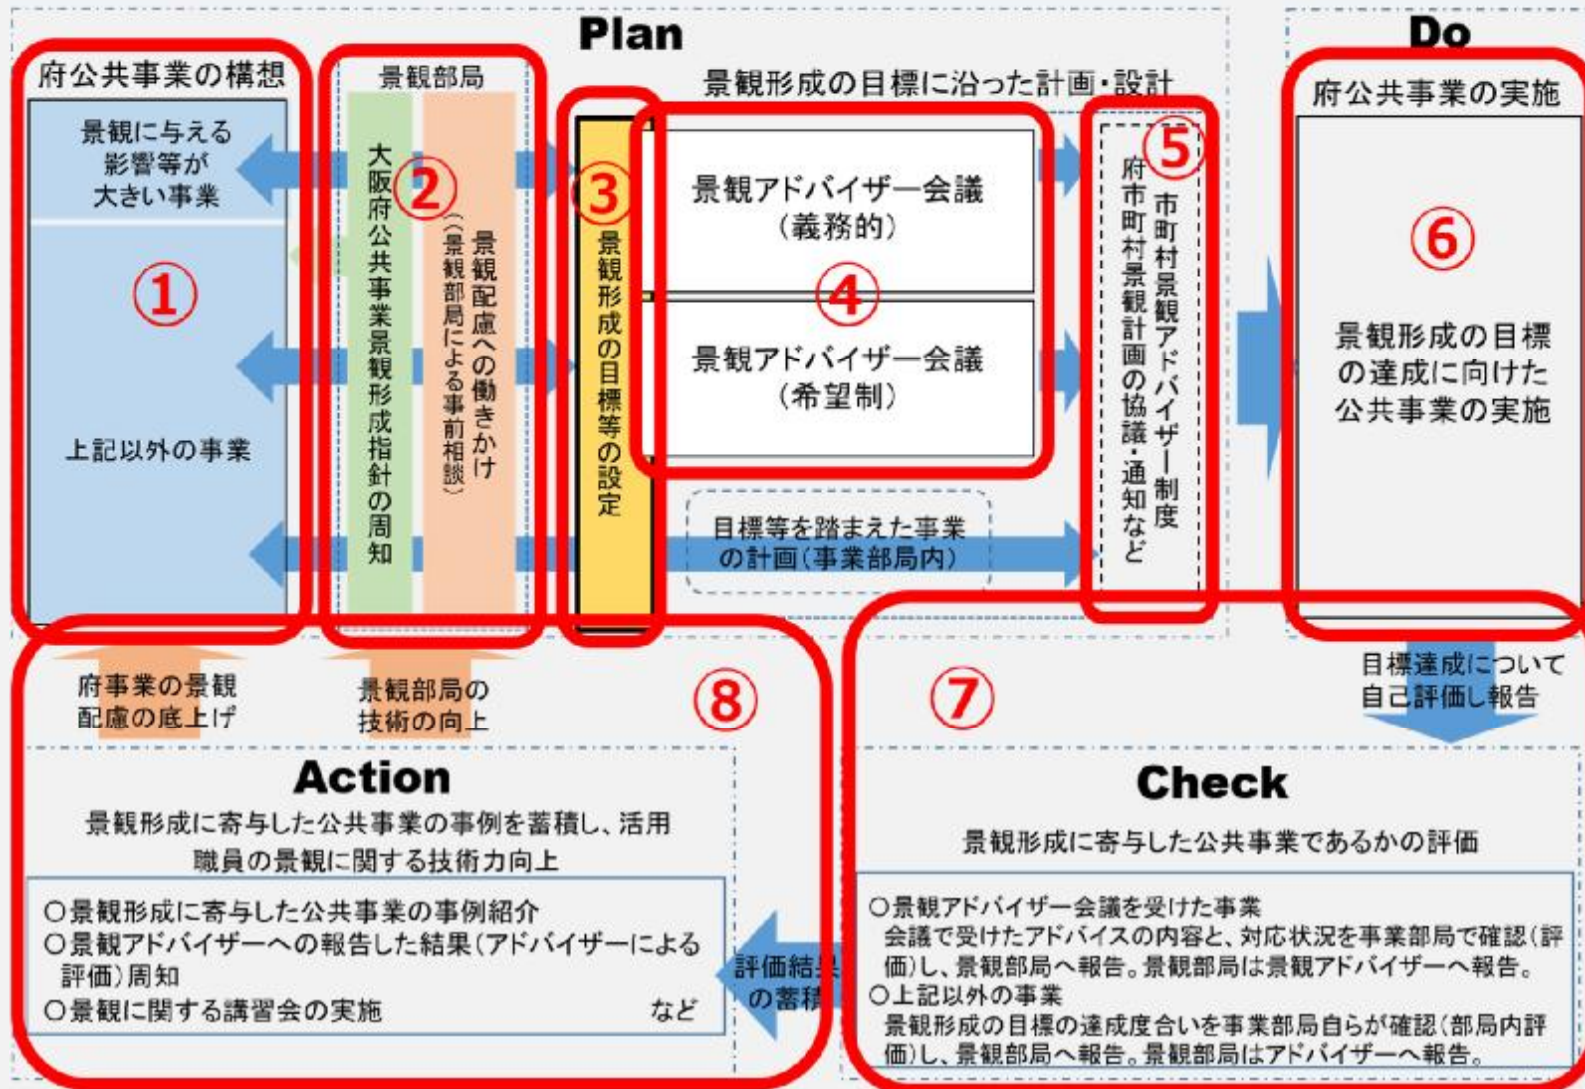 Plan
府公共事業の構想
景観に与える
影響等が
大きい事業
①
上記以外の事業
景観部局
②
大阪府公共事業景観形成指針の周知
景観配慮への働きかけ
((景観部局による事前相談)
③
景観形成の目標等の設定
景観形成の目標に沿った計画・設計
景観アドバイザー会議
(義務的)
④
景観アドバイザー会議
(希望制)
目標等を踏まえた事業
の計画(事業部局内)
⑤
市町村景観アドバイザー制度
府市町村景観計画の協議・通知など
Do
府公共事業の実施
⑥
景観形成の目標
の達成に向けた
公共事業の実施
目標達成について
自己評価し報告
⑦
Check
景観形成に寄与した公共事業であるかの評価
○景観アドバイザー会議を受けた事業
会議で受けたアドバイスの内容と、対応状況を事業部局で確認(評
価)し、景観部局へ報告。景観部局は景観アドバイザーへ報告。
○上記以外の事業
景観形成の目標の達成度合いを事業部局自らが確認(部局内評
価)し、景観部局へ報告。景観部局はアドバイザーへ報告。
評価結果
の蓄積
⑧
府事業の景観
配慮の底上げ
景観部局の
技術の向上
Action
景観形成に寄与した公共事業の事例を蓄積し、活用
職員の景観に関する技術力向上
○景観形成に寄与した公共事業の事例紹介
○景観アドバイザーへの報告した結果(アドバイザーによる
評価)周知
○景観に関する講習会の実施 など